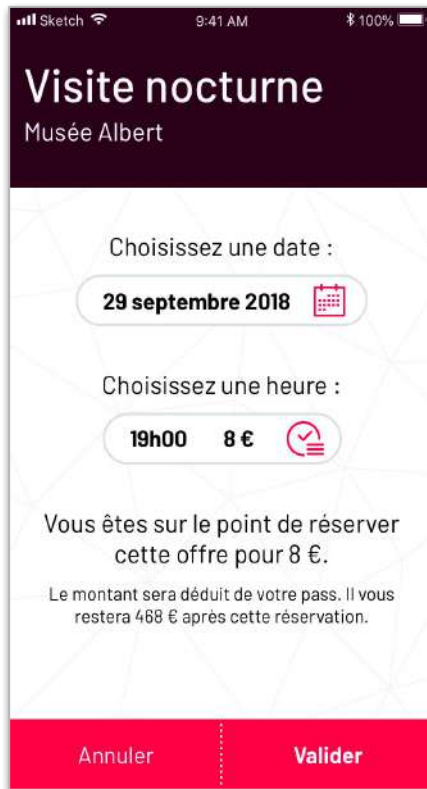 Sketch 9:41 AM 100%
Visite nocturne
Musée Albert
Choisissez une date :
29 septembre 2018
Choisissez une heure :
19h00 8 €
Vous êtes sur le point de réserver
cette offre pour 8 €.
Le montant sera déduit de votre pass. Il vous
restera 468 € après cette réservation.
Annuler Valider